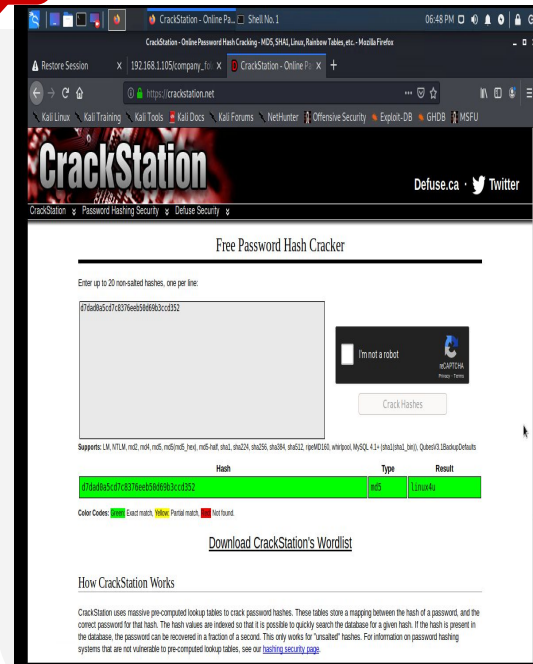 06:48 PM
CrackStation - Online Pa...
Shell No. 1
CrackStation - Online Password Hash Cracking - MD5, SHA1, Linux, Rainbow Tables, etc. - Mozilla Firefox
Restore Session
192.168.1.105/company_fol
CrackStation - Online Pa
https://crackstation.net
Kali Linux Kali Training Kali Tools Kali Docs Kali Forums NetHunter Offensive Security Exploit-DB GHDB MSFU
CrackStation
Defuse.ca · Twitter
CrackStation Password Hashing Security Defuse Security
Free Password Hash Cracker
Enter up to 20 non-salted hashes, one per line:
d7dad0a5cd7c8376eeb50d69b3ccd352
I'm not a robot
reCAPTCHA
Privacy - Terms
Crack Hashes
Supports: LM, NTLM, md2, md4, md5, md5(md5_hex), md5-half, sha1, sha224, sha256, sha384, sha512, ripeMD160, whirlpool, MySQL 4.1+ (sha1(sha1_bin)), QubesV3.1BackupDefaults
Hash Type Result
d7dad0a5cd7c8376eeb50d69b3ccd352 md5 linux4u
Color Codes: Green: Exact match, Yellow: Partial match, Red: Not found.
Download CrackStation's Wordlist
How CrackStation Works
CrackStation uses massive pre-computed lookup tables to crack password hashes. These tables store a mapping between the hash of a password, and the
correct password for that hash. The hash values are indexed so that it is possible to quickly search the database for a given hash. If the hash is present in
the database, the password can be recovered in a fraction of a second. This only works for "unsalted" hashes. For information on password hashing
systems that are not vulnerable to pre-computed lookup tables, see our hashing security page.